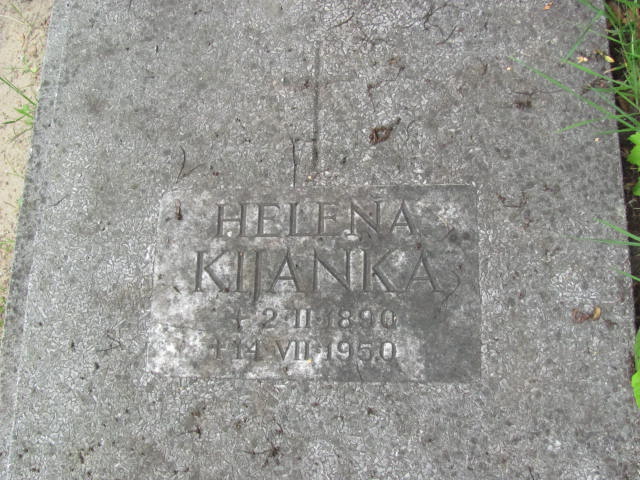 HELENA
KIJANKA
+ 2 II 1890
+ 14 VII 1950